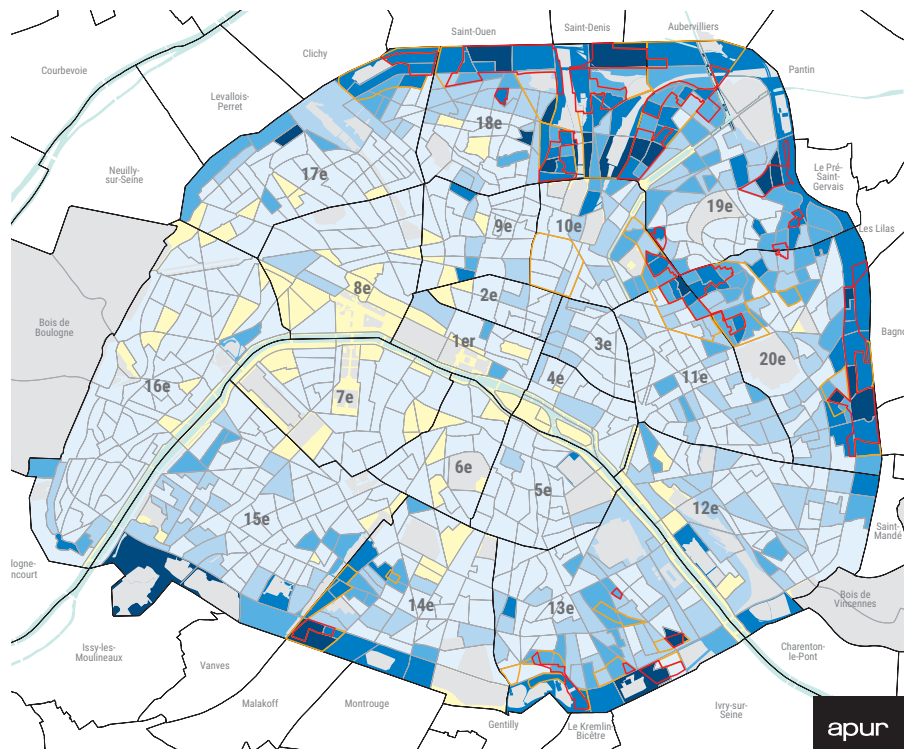 Saint-Ouen
Saint-Denis
Aubervilliers
Clichy
Courbevoie
Pantin
Levallois-
Perret
18e
Le Pré-
Saint-
Gervais
Neuilly-
sur-Seine
17e
19e
9e
10e
Les Lilas
8e
2e
Bois de
Boulogne
1er
3e
Bagno
20e
4e
11e
16e
7e
6e
5e
12e
15e
Saint-
Mandé
logne-
ncourt
14e
13e
Bois de
Vincennes
Issy-les-
Moulineaux
Vanves
Charenton-
le-Pont
Malakoff
Montrouge
Gentilly
Le Kremlin-
Bicêtre
Ivry-sur-
Seine
apur